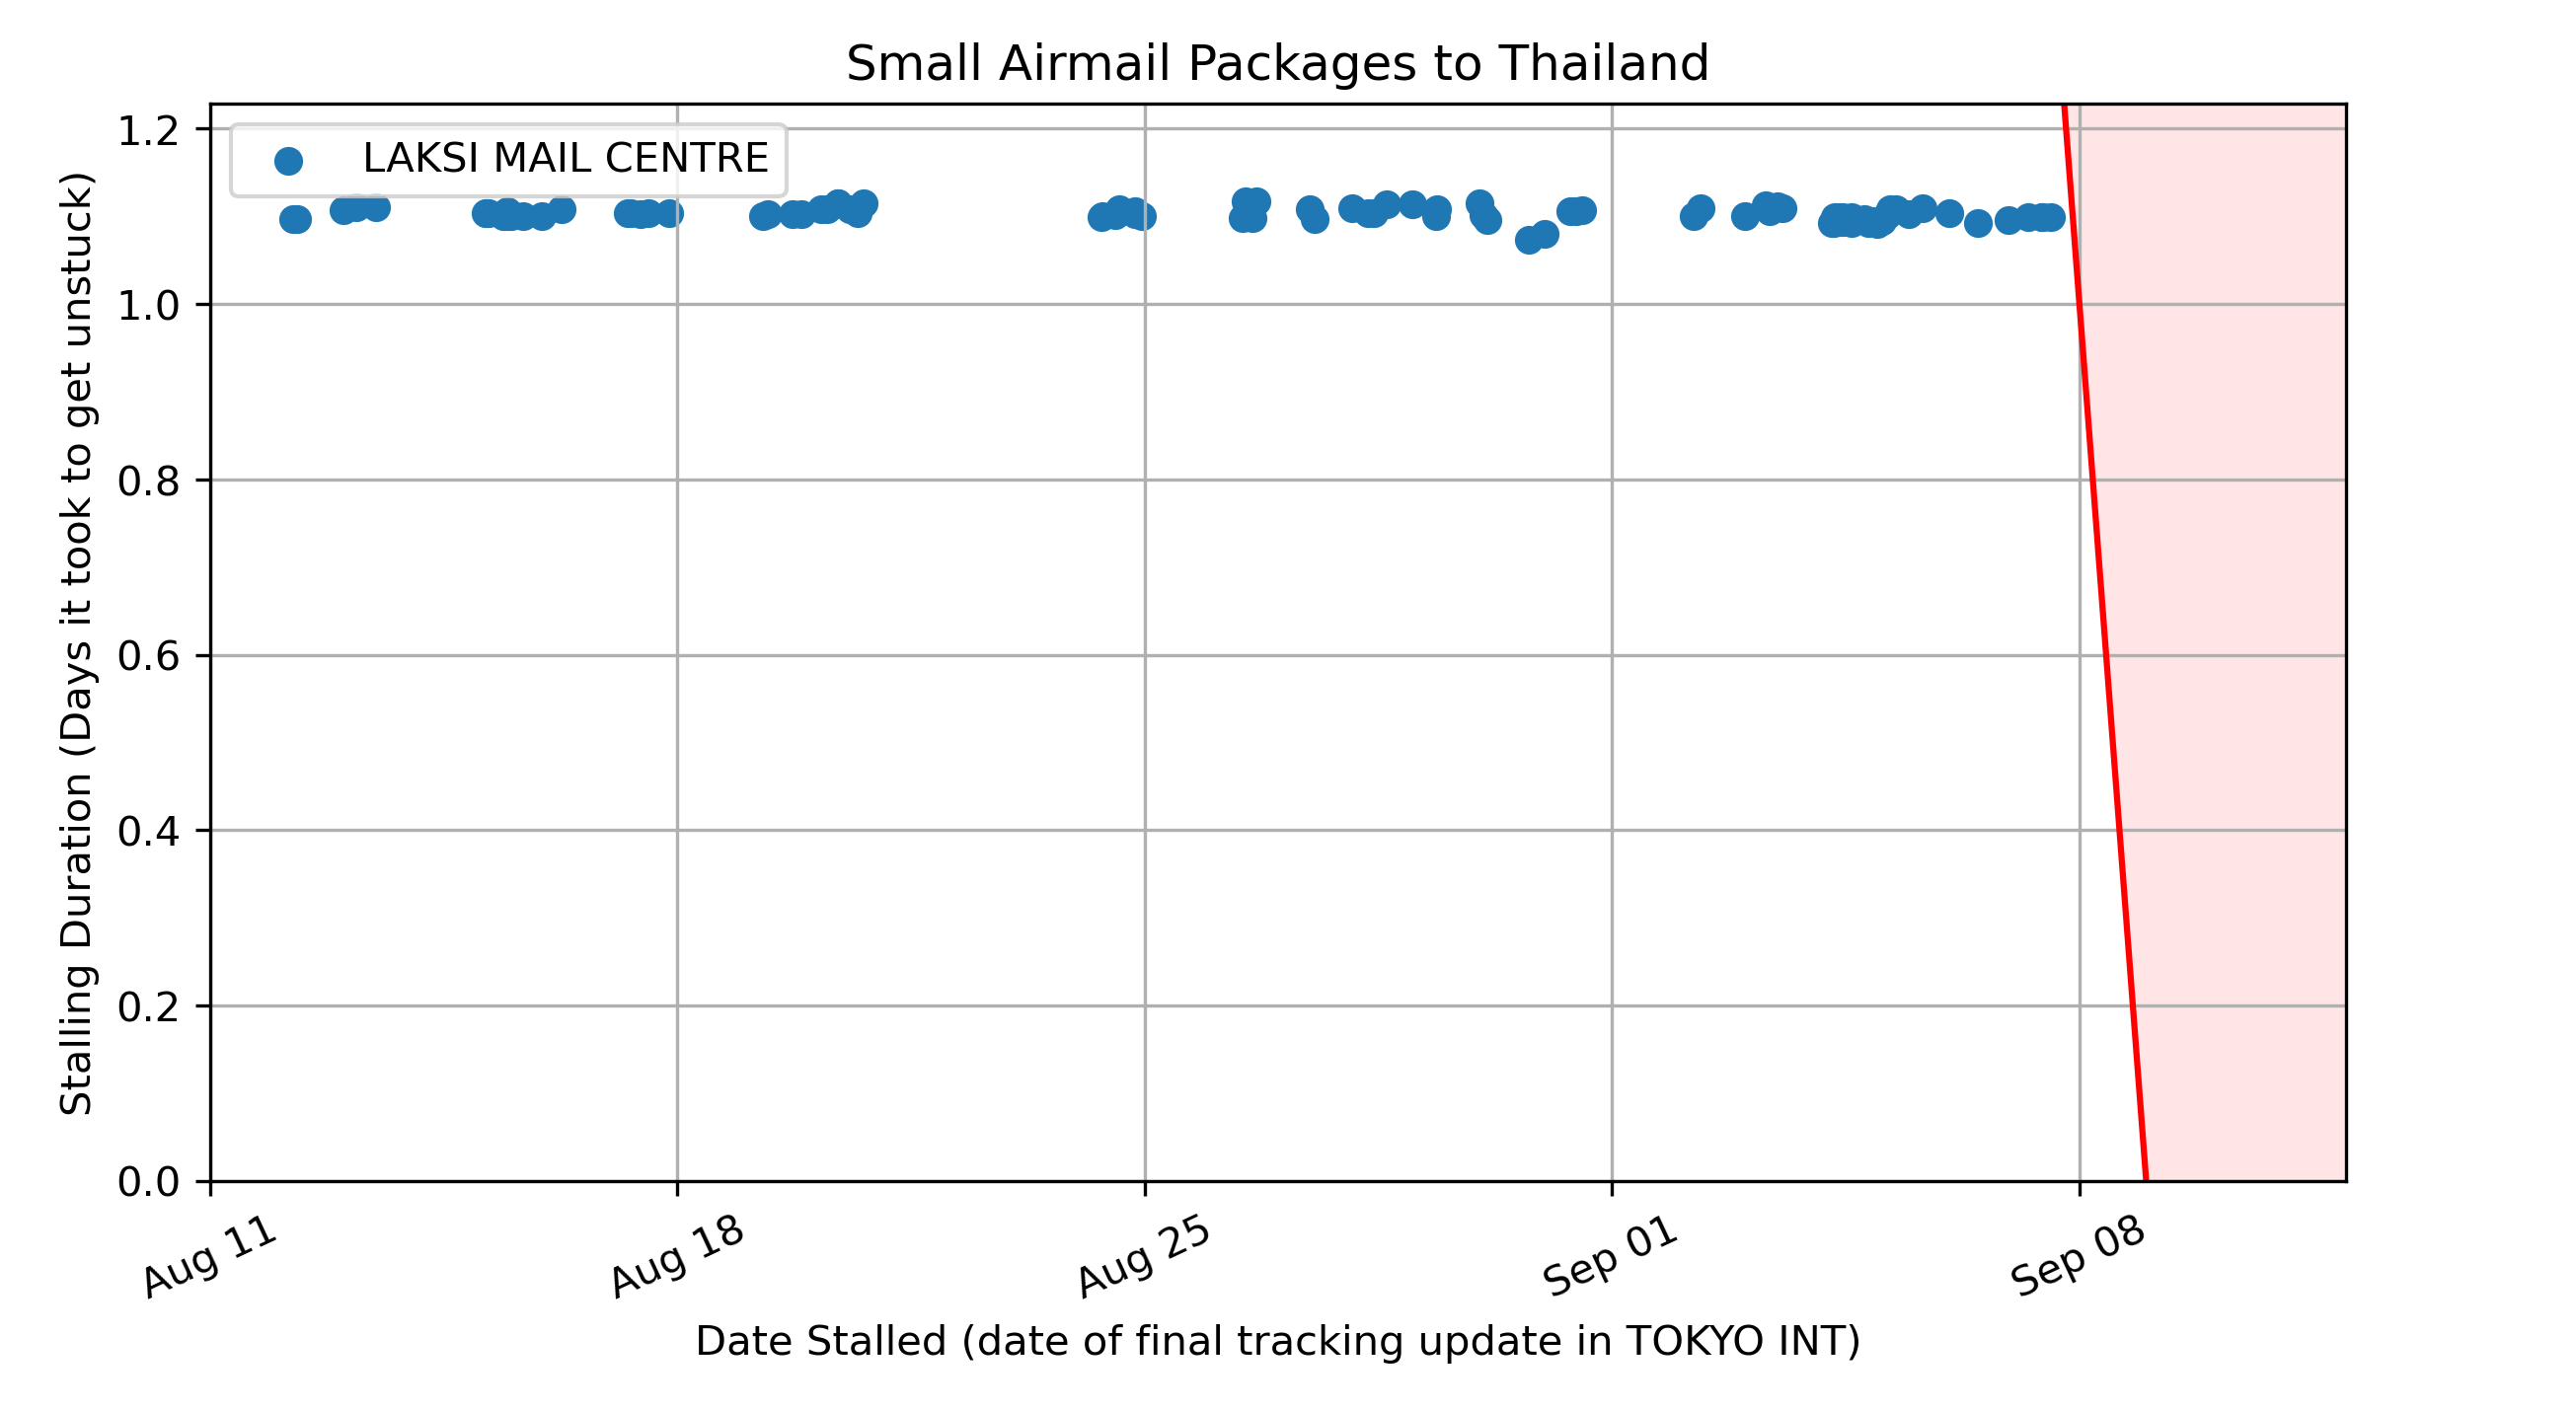 Small Airmail Packages to Thailand
LAKSI MAIL CENTRE
Stalling Duration (Days it took to get unstuck)
1.2
1.0
0.8
0.6
0.4
0.2
0.0
Aug 11
Aug 18
Aug 25
Sep 01
Sep 08
Date Stalled (date of final tracking update in TOKYO INT)